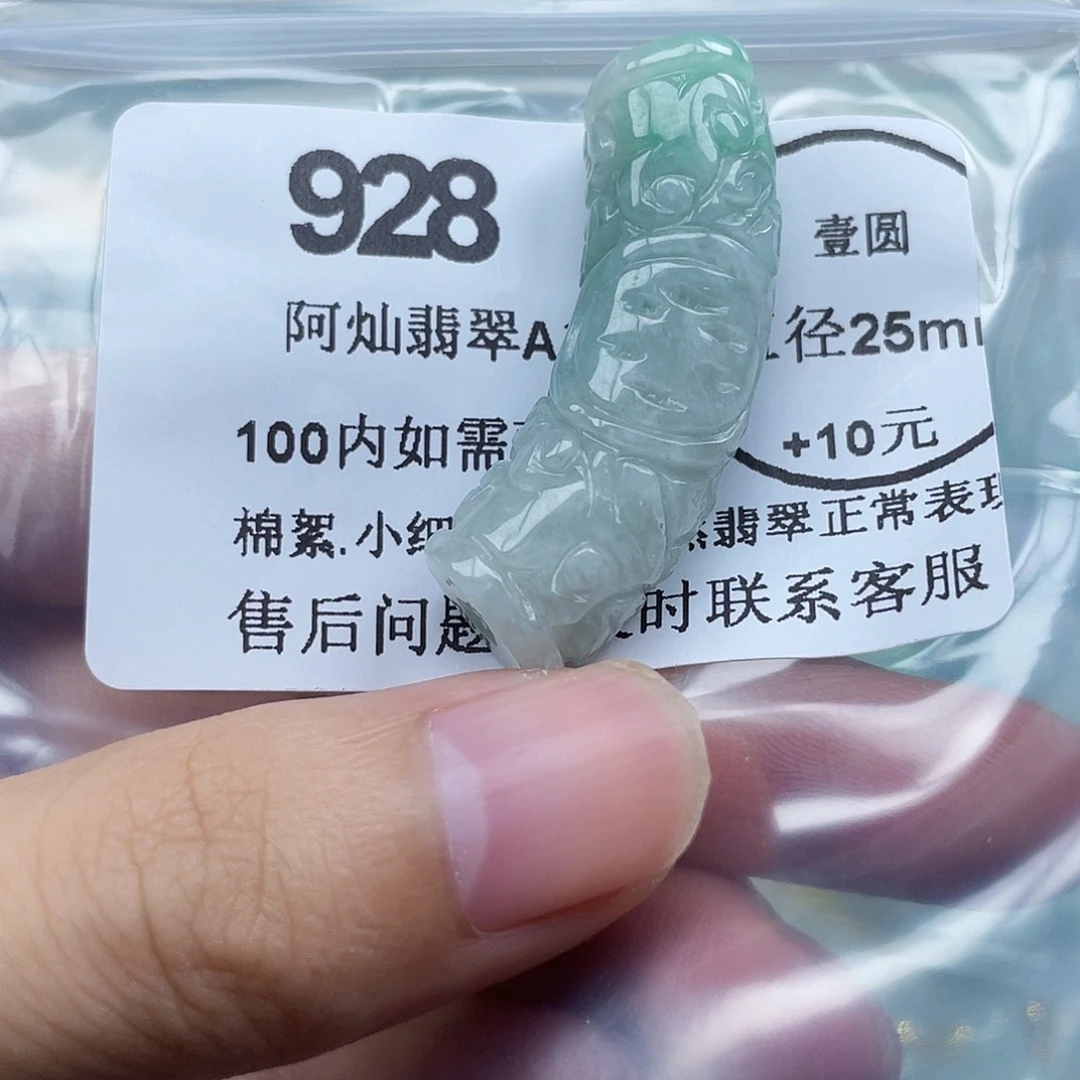 928
壹圆
阿灿翡翠A 径25m
100内如需 +10元
棉絮.小细 翡翠正常表现
售后问题 时联系客服